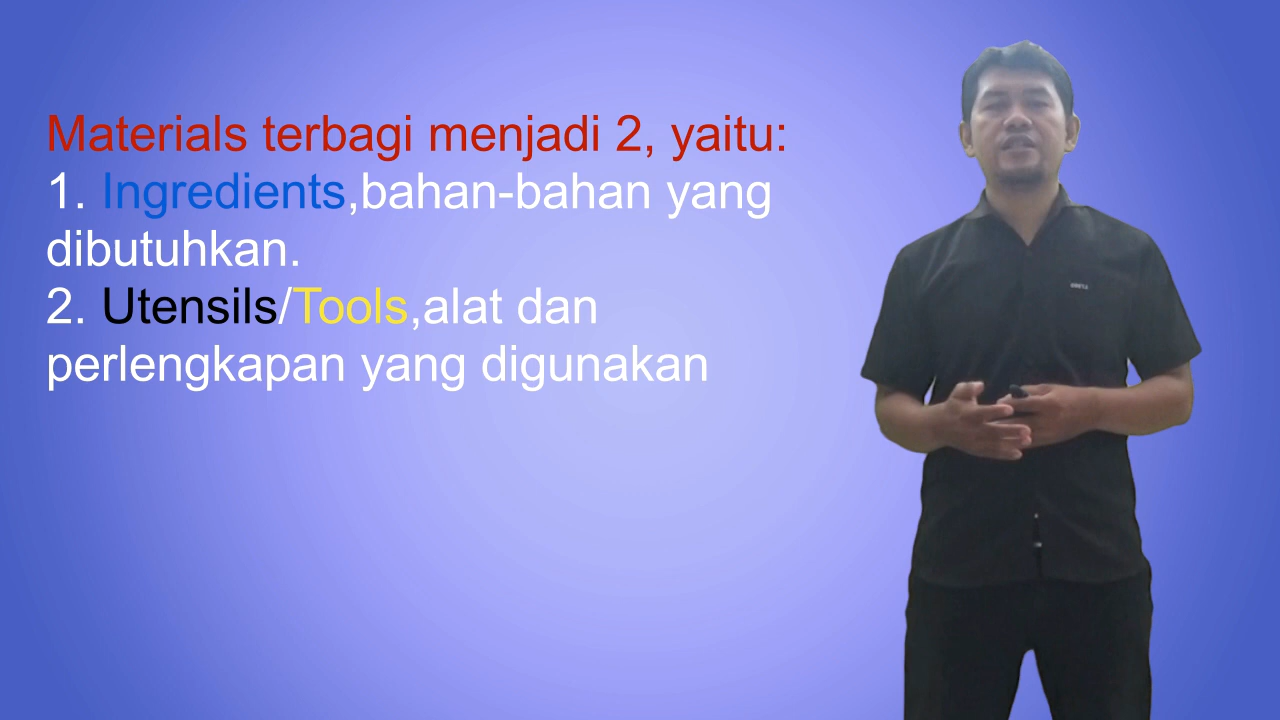 Materials terbagi menjadi 2, yaitu:
1. Ingredients,bahan-bahan yang
dibutuhkan.
2. Utensils/Tools,alat dan
perlengkapan yang digunakan